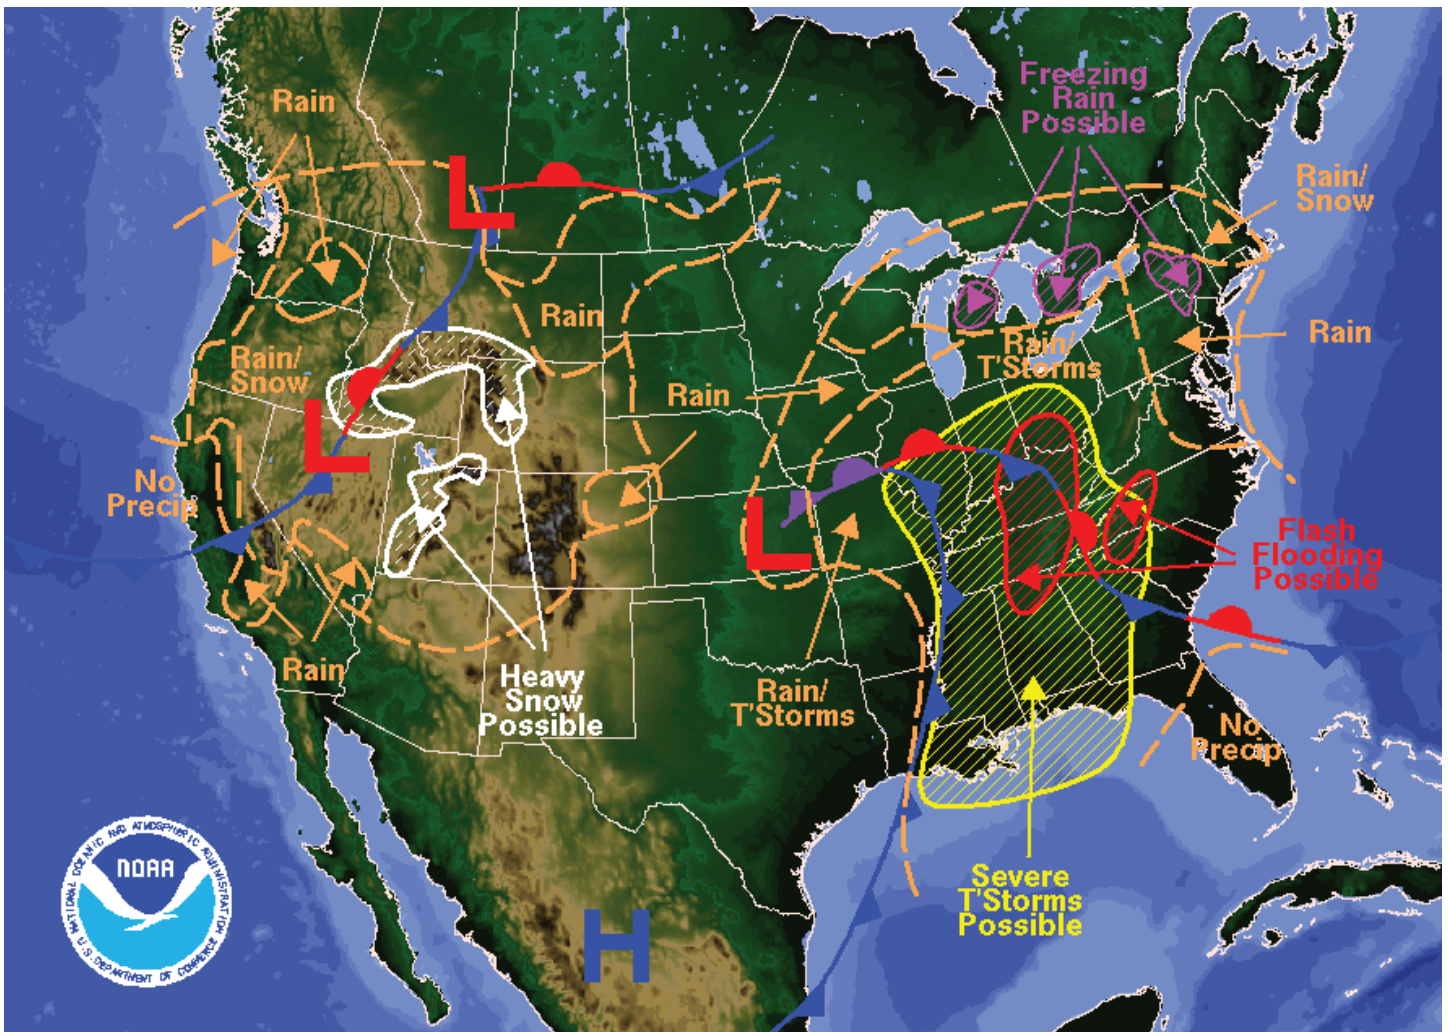 Freezing
Rain
Possible
Rain
L
Rain/
Snow
Rain
Rain/
Snow
Rain
Rain/
T'Storms
Rain
L
No
Precip
L
Flash
Flooding
Possible
Rain
Heavy
Snow
Possible
Rain/
T'Storms
No
Precip
NATIONAL OCEANIC AND ATMOSPHERIC ADMINISTRATION
NOAA
U.S. DEPARTMENT OF COMMERCE
Severe
T'Storms
Possible
H